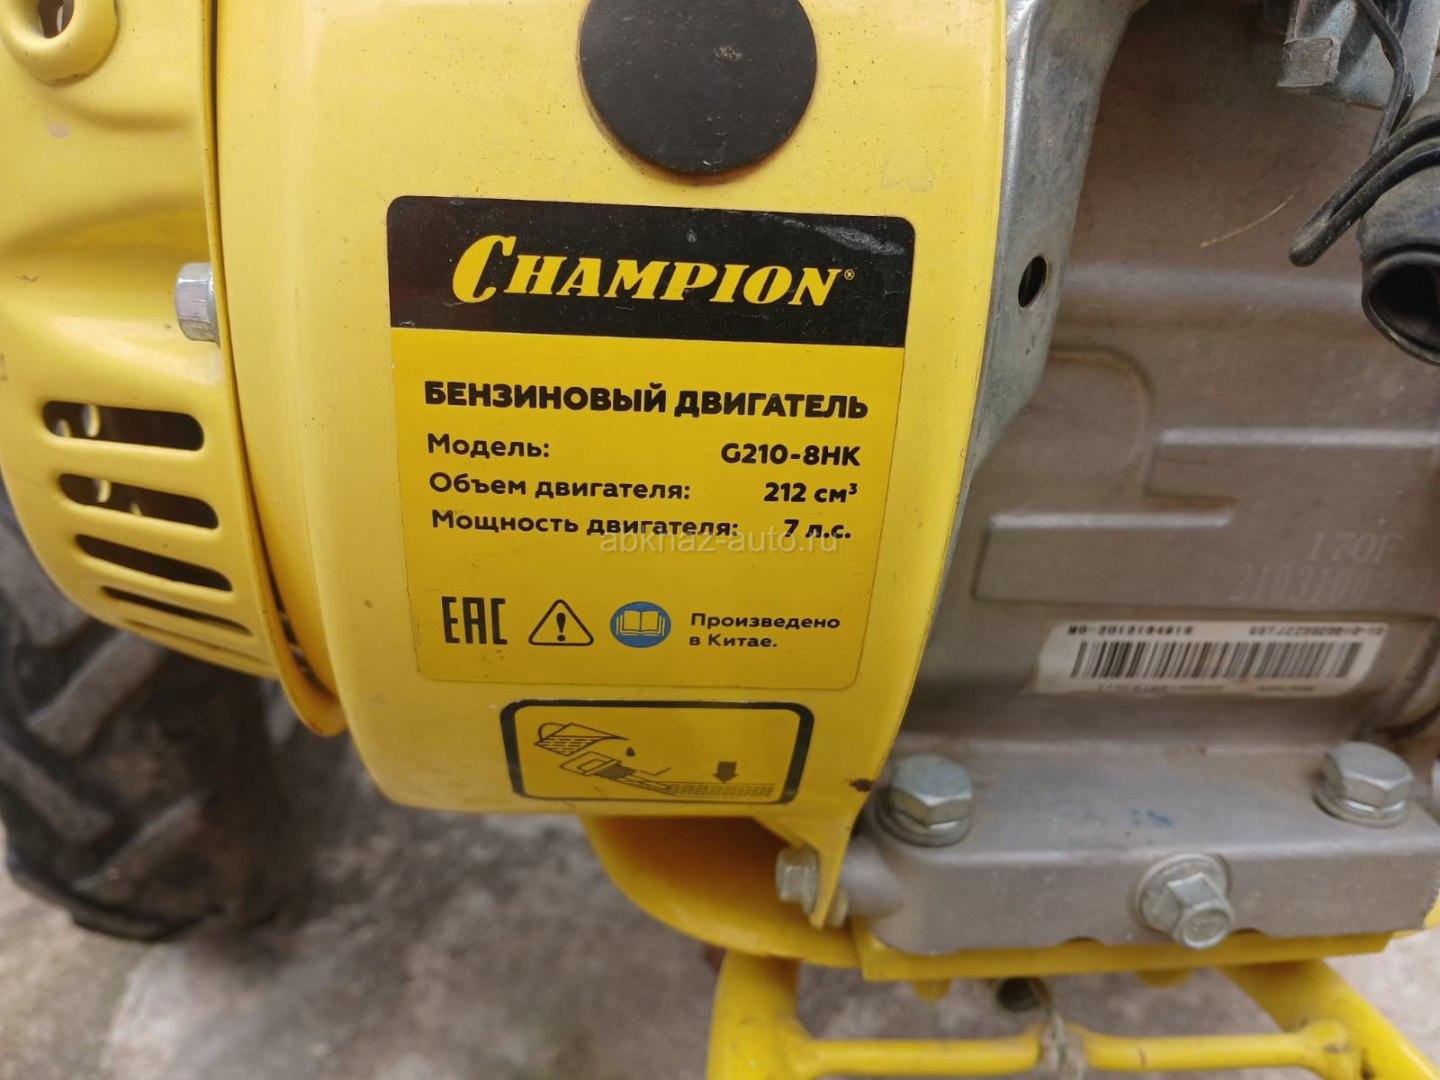 CHAMPION®
БЕНЗИНОВЫЙ ДВИГАТЕЛЬ
Модель: G210-8HK
Объем двигателя: 212 см³
Мощность двигателя: 7 л.с.
abkhaz-auto.ru
EAC
Произведено
в Китае.
170F